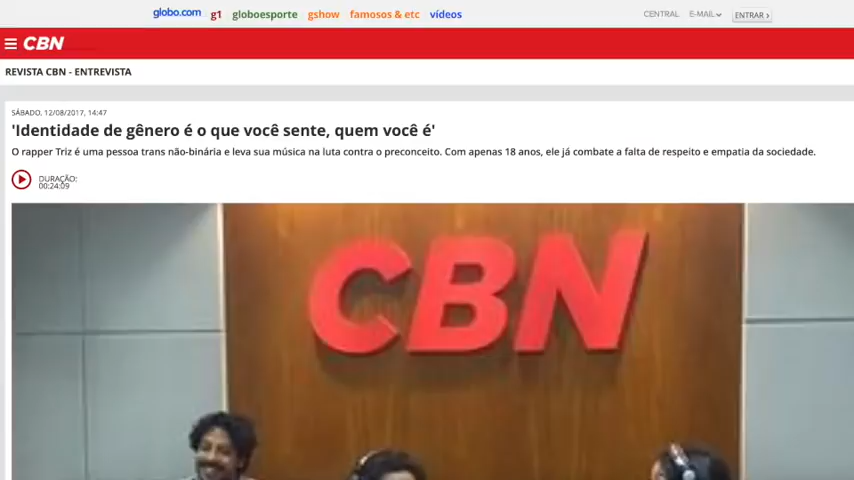 globo.com g1 globoesporte gshow famosos & etc vídeos CENTRAL E-MAIL ENTRAR
CBN
REVISTA CBN - ENTREVISTA
SÁBADO, 12/08/2017, 14:47
'Identidade de gênero é o que você sente, quem você é'
O rapper Triz é uma pessoa trans não-binária e leva sua música na luta contra o preconceito. Com apenas 18 anos, ele já combate a falta de respeito e empatia da sociedade.
DURAÇÃO:
00:24:09
CBN